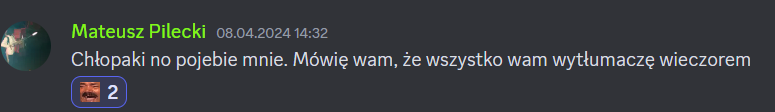 Mateusz Pilecki 08.04.2024 14:32
Chłopaki no pojebie mnie. Mówię wam, że wszystko wam wytłumaczę wieczorem
2